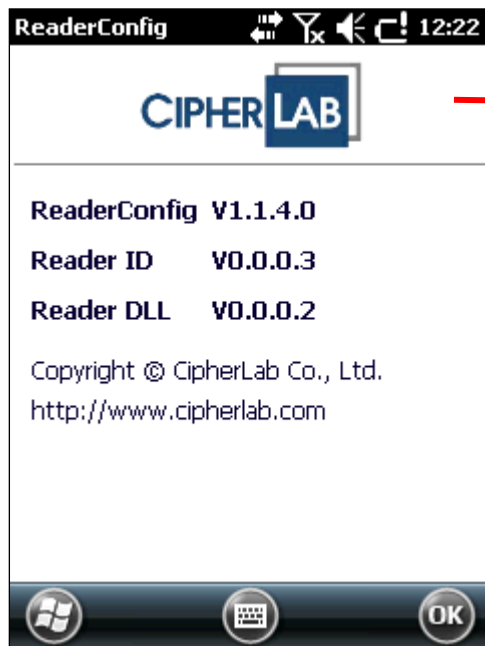 ReaderConfig 12:22
CIPHERLAB
ReaderConfig V1.1.4.0
Reader ID V0.0.0.3
Reader DLL V0.0.0.2
Copyright © CipherLab Co., Ltd.
http://www.cipherlab.com
OK